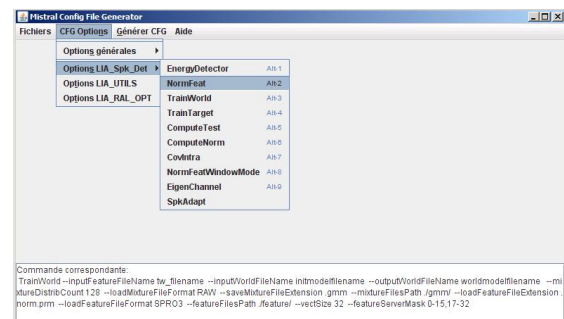 Mistral Config File Generator
Fichiers CFG Options Générer CFG Aide
Options générales
Options LIA_Spk_Det
Options LIA_UTILS
Options LIA_RAL_OPT
EnergyDetector Alt-1
NormFeat Alt-2
TrainWorld Alt-3
TrainTarget Alt-4
ComputeTest Alt-5
ComputeNorm Alt-6
CovIntra Alt-7
NormFeatWindowMode Alt-8
EigenChannel Alt-9
SpkAdapt
Commande correspondante:
TrainWorld --inputFeatureFileName tw_filename --inputWorldFileName initmodelfilename --outputWorldFileName worldmodelfilename --mi
xtureDistribCount 128 --loadMixtureFileFormat RAW --saveMixtureFileExtension .gmm --mixtureFilesPath ./gmm/ --loadFeatureFileExtension .
norm.prm --loadFeatureFileFormat SPRO3 --featureFilesPath ./feature/ --vectSize 32 --featureServerMask 0-15,17-32